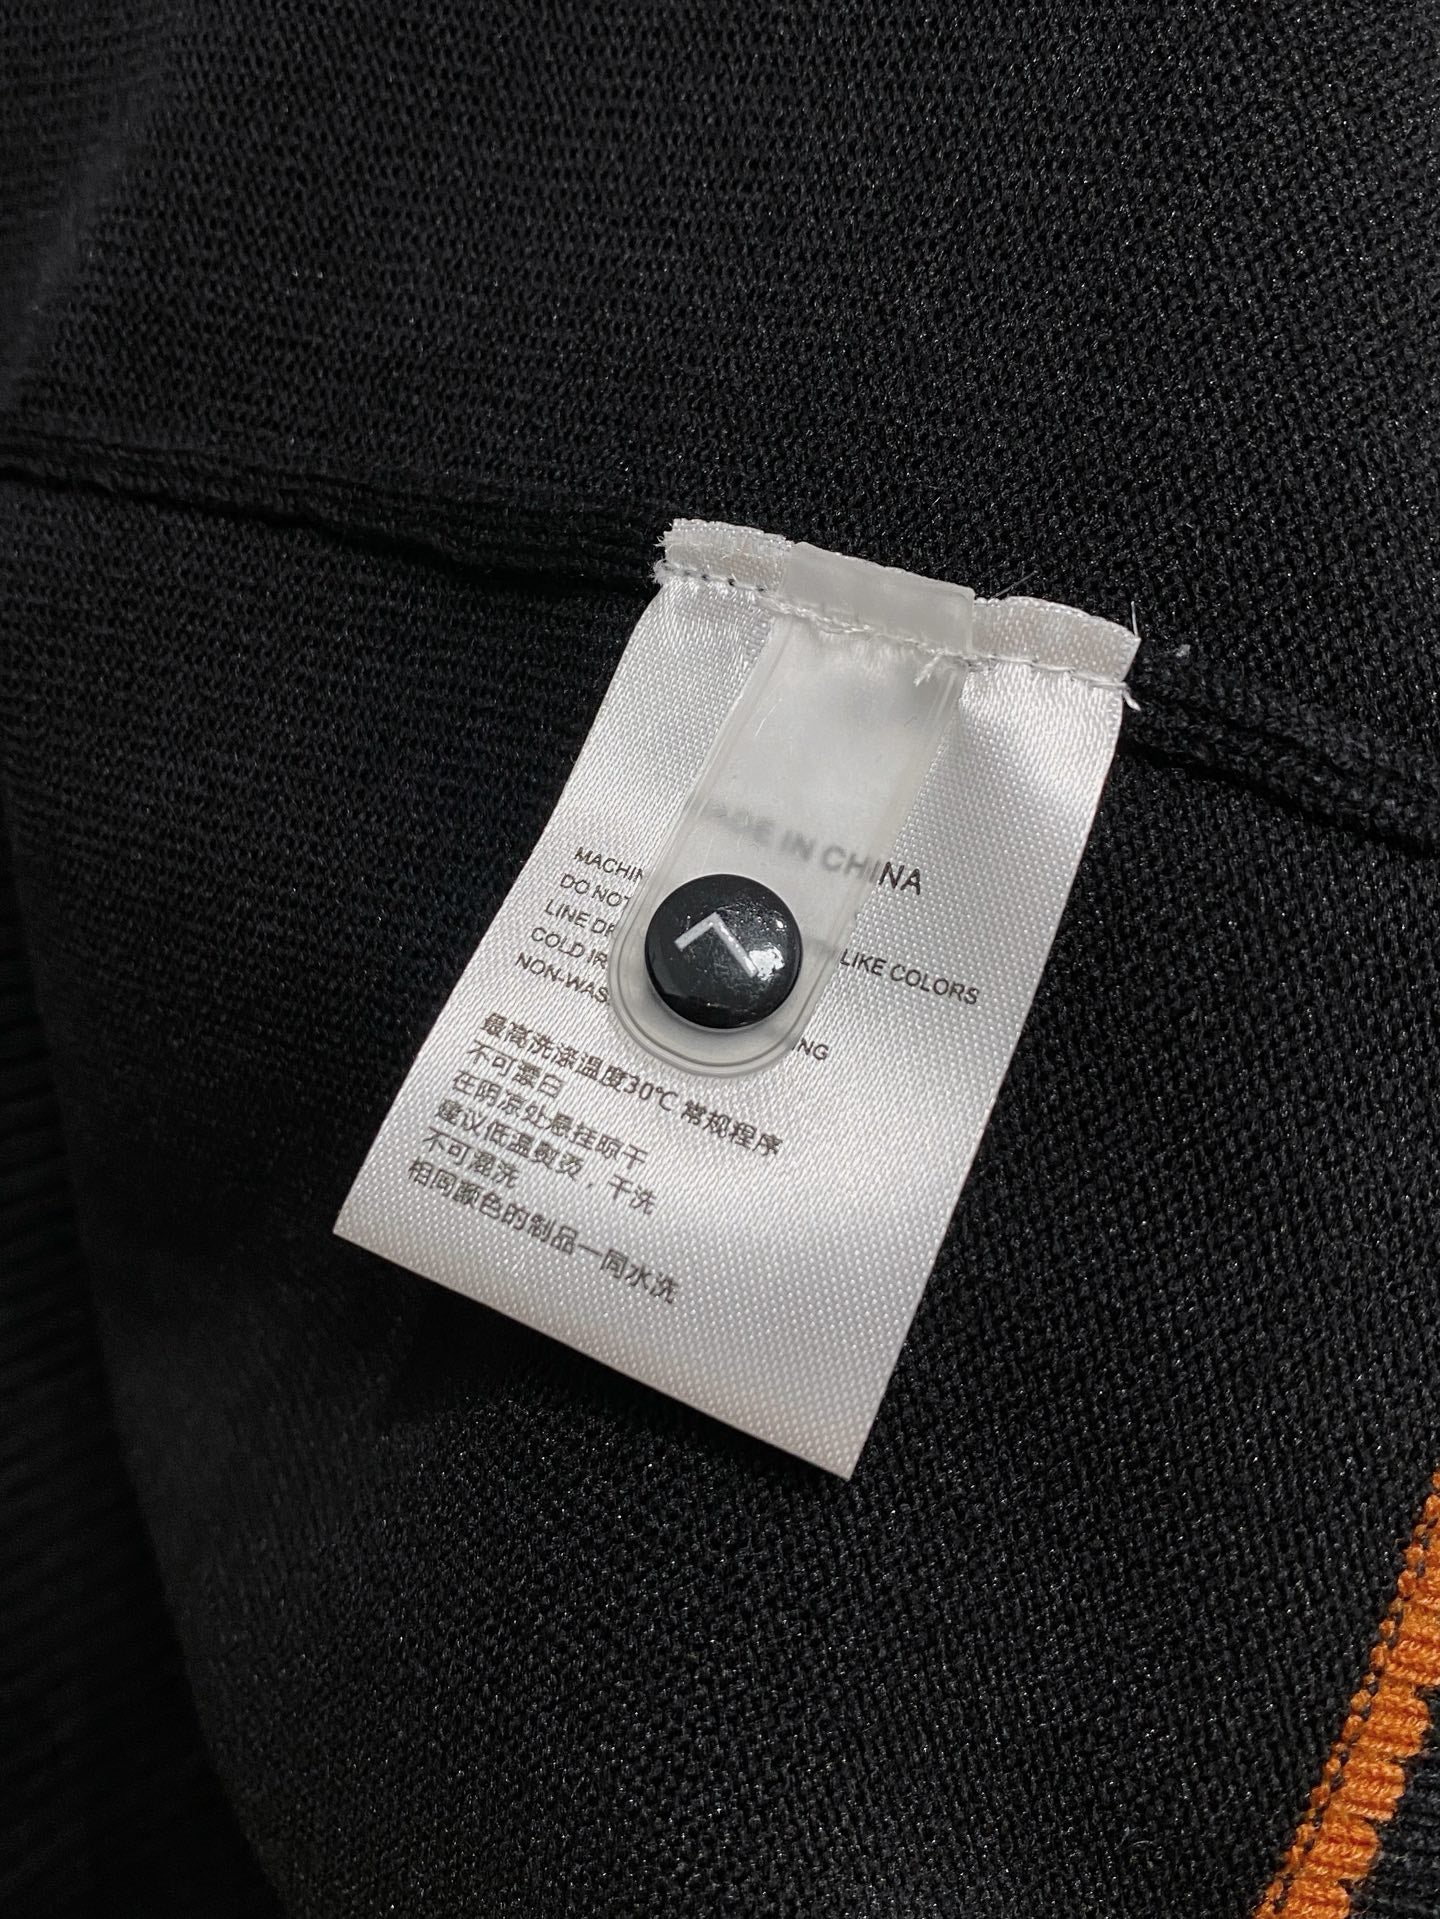 MADE IN CHINA
MACHIN
DO NOT
LINE DR LIKE COLORS
COLD IR
NON-WAS ING
最高洗涤温度30℃ 常规程序
不可漂白
在阴凉处悬挂晾干
建议低温熨烫，干洗
不可混洗
相同颜色的制品一同水洗